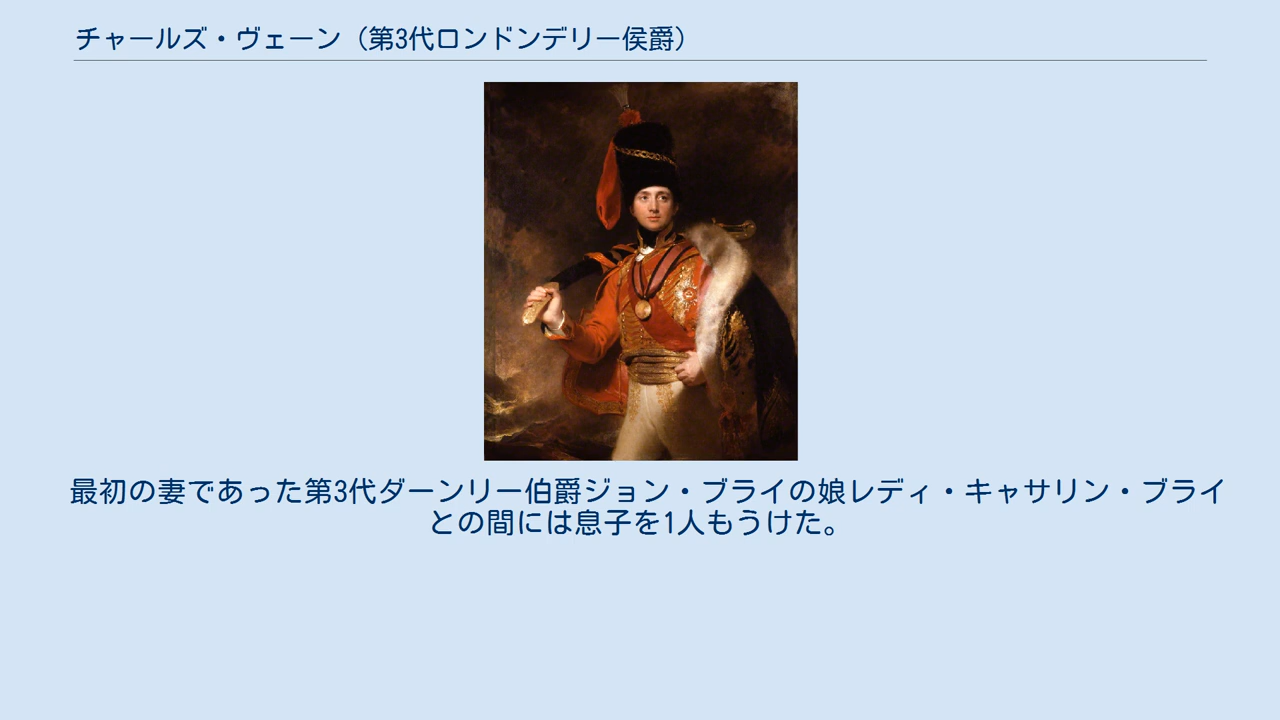 チャールズ・ヴェーン（第3代ロンドンデリー侯爵）
最初の妻であった第3代ダーンリー伯爵ジョン・ブライの娘レディ・キャサリン・ブライ
との間には息子を1人もうけた。